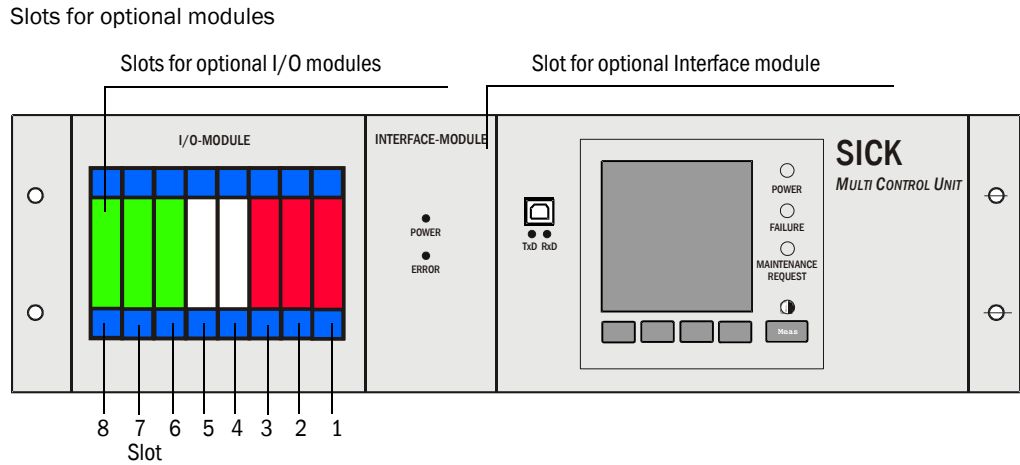 Slots for optional modules
Slots for optional I/O modules
Slot for optional Interface module
I/O-MODULE
INTERFACE-MODULE
SICK
MULTI CONTROL UNIT
POWER
FAILURE
MAINTENANCE
REQUEST
TxD RxD
POWER
ERROR
Meas
8 7 6 5 4 3 2 1
Slot